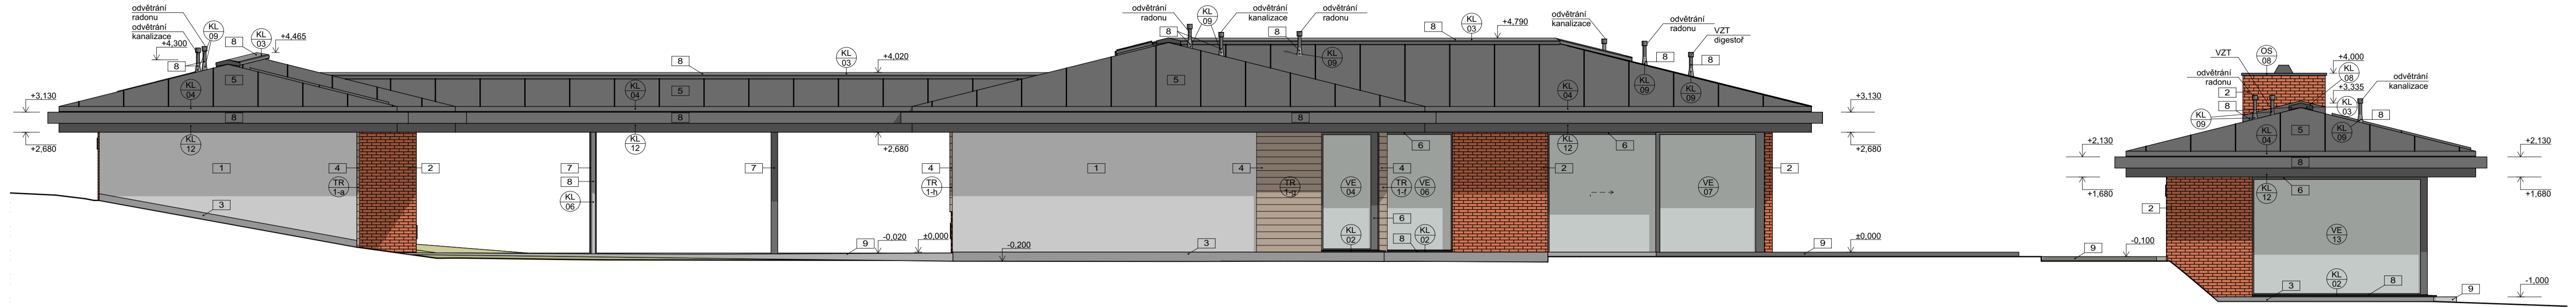 odvětrání
radonu
odvětrání
kanalizace
KL
09
+4,300
8
8
KL
03
+4,465
5
KL
04
+3,130
8
KL
12
+2,680
1
3
4
TR
1-a
2
8
KL
03
+4,020
KL
04
5
8
KL
12
7
8
KL
06
7
+2,680
9
-0,020
±0,000
4
TR
1-h
-0,200
odvětrání
radonu
KL
09
8
odvětrání
kanalizace
8
odvětrání
radonu
KL
09
8
KL
03
+4,790
5
odvětrání
kanalizace
odvětrání
radonu
8
KL
09
VZT
digestoř
8
KL
09
KL
04
8
KL
12
+3,130
+2,680
1
3
4
TR
1-g
VE
04
KL
02
6
4
TR
1-f
6
VE
06
8
KL
02
2
6
VE
07
2
±0,000
9
9
-0,100
VZT
OS
08
+4,000
KL
08
odvětrání
radonu
+3,335
odvětrání
kanalizace
2
8
KL
09
KL
04
5
KL
03
8
KL
09
+2,130
8
+1,680
KL
12
6
2
VE
13
KL
02
8
3
9
+2,130
+1,680
-1,000